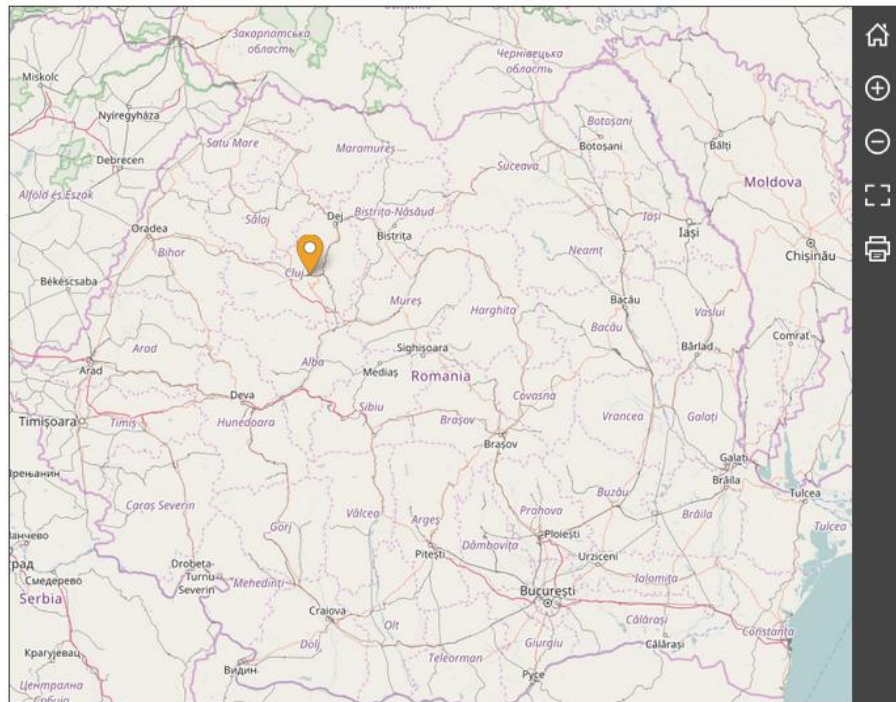 Закарпатська
область
Чернівецька
область
Miskolc
Nyíregyháza
Satu Mare
Maramureș
Botoșani
Botoșani
Bălți
Debrecen
Suceava
Moldova
Alföld és Észak
Sălaj
Dej
Bistrița-Năsăud
Iași
Oradea
Bistrița
Iași
Bihor
Neamț
Chișinău
Cluj
Békéscsaba
Mureș
Bacău
Harghita
Vaslui
Bacău
Comrat
Arad
Sighișoara
Bârlad
Alba
Arad
Mediaș
Romania
Deva
Covasna
Sibiu
Timișoara
Timiș
Hunedoara
Brașov
Vrancea
Galați
Brașov
Galați
Зрењанин
Brăila
Buzău
Tulcea
Caraș Severin
Vâlcea
Argeș
Prahova
Brăila
Gorj
Ploiești
Tulcea
Панчево
Pitești
Dâmbovița
Urziceni
Drobeta-
Turnu
Severin
Смедерево
Mehedinți
Ialomița
Serbia
București
Craiova
Olt
Călărași
Constanța
Dolj
Giurgiu
Călărași
Крагујевац
Teleorman
Видин
Русе
Централна